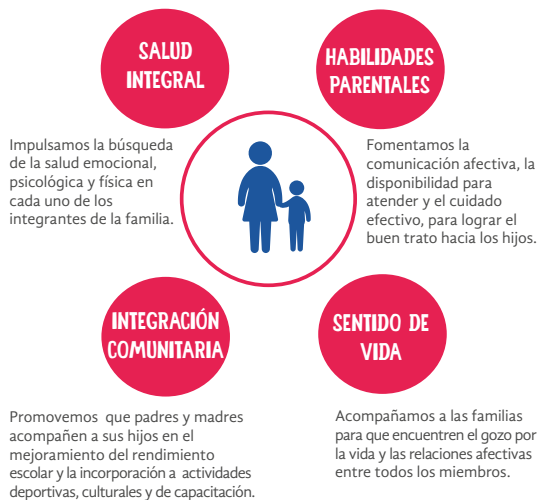 SALUD
INTEGRAL
Impulsamos la búsqueda
de la salud emocional,
psicológica y física en
cada uno de los
integrantes de la familia.
HABILIDADES
PARENTALES
Fomentamos la
comunicación afectiva, la
disponibilidad para
atender y el cuidado
efectivo, para lograr el
buen trato hacia los hijos.
INTEGRACIÓN
COMUNITARIA
Promovemos que padres y madres
acompañen a sus hijos en el
mejoramiento del rendimiento
escolar y la incorporación a actividades
deportivas, culturales y de capacitación.
SENTIDO DE
VIDA
Acompañamos a las familias
para que encuentren el gozo por
la vida y las relaciones afectivas
entre todos los miembros.